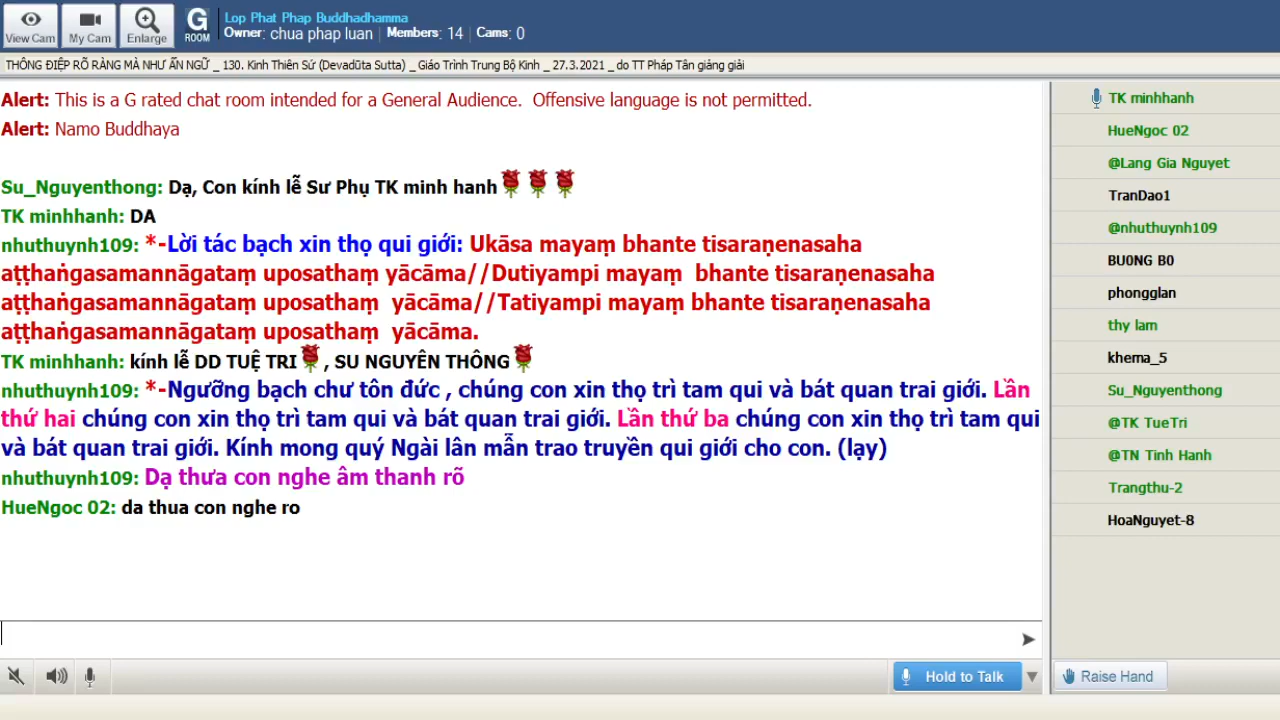 View Cam
My Cam
Enlarge
G
ROOM
Lop Phat Phap Buddhadhamma
Owner: chua phap luan | Members: 14 | Cams: 0
THÔNG ĐIỆP RÕ RÀNG MÀ NHƯ ẨN NGỮ _ 130. Kinh Thiên Sứ (Devadūta Sutta) _ Giáo Trình Trung Bộ Kinh _ 27.3.2021 _ do TT Pháp Tân giảng giải
Alert: This is a G rated chat room intended for a General Audience. Offensive language is not permitted.
Alert: Namo Buddhaya
Su_Nguyenthong: Dạ, Con kính lễ Sư Phụ TK minh hanh
TK minhhanh: DA
nhuthuynh109: *-Lời tác bạch xin thọ qui giới: Ukāsa mayaṃ bhante tisaraṇenasaha
aṭṭhaṅgasamannāgataṃ uposathaṃ yācāma//Dutiyampi mayaṃ bhante tisaraṇenasaha
aṭṭhaṅgasamannāgataṃ uposathaṃ yācāma//Tatiyampi mayaṃ bhante tisaraṇenasaha
aṭṭhaṅgasamannāgataṃ uposathaṃ yācāma.
TK minhhanh: kính lễ DD TUỆ TRI , SU NGUYÊN THÔNG
nhuthuynh109: *-Ngưỡng bạch chư tôn đức , chúng con xin thọ trì tam qui và bát quan trai giới. Lần
thứ hai chúng con xin thọ trì tam qui và bát quan trai giới. Lần thứ ba chúng con xin thọ trì tam qui
và bát quan trai giới. Kính mong quý Ngài lân mẫn trao truyền qui giới cho con. (lạy)
nhuthuynh109: Dạ thưa con nghe âm thanh rõ
HueNgoc 02: da thua con nghe ro
TK minhhanh
HueNgoc 02
@Lang Gia Nguyet
TranDao1
@nhuthuynh109
BU0NG B0
phongglan
thy lam
khema_5
Su_Nguyenthong
@TK TueTri
@TN Tinh Hanh
Trangthu-2
HoaNguyet-8
Hold to Talk
Raise Hand